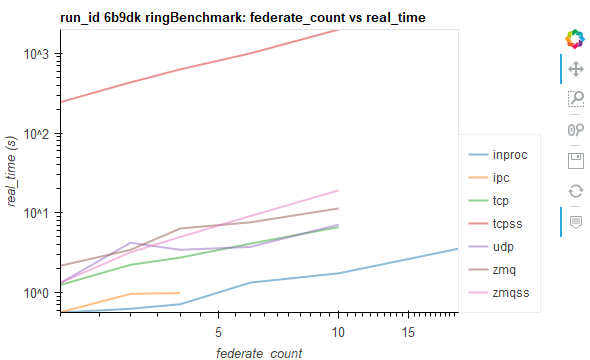 run_id 6b9dk ringBenchmark: federate_count vs real_time
10^3
10^2
10^1
10^0
real_time (s)
5
10
15
federate_count
inproc
ipc
tcp
tcpss
udp
zmq
zmqss